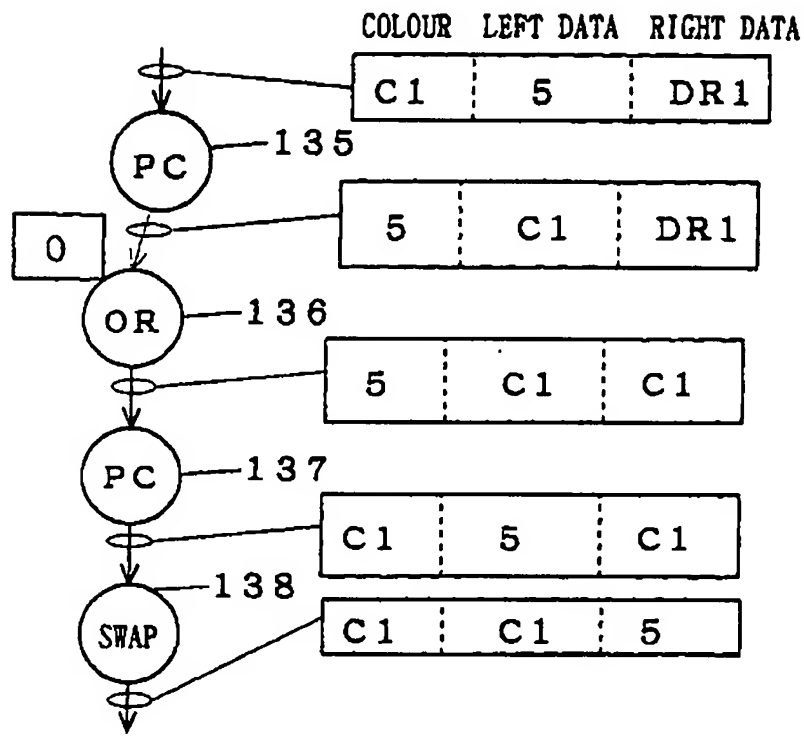 COLOUR LEFT DATA RIGHT DATA
C1 5 DR1
PC 135
5 C1 DR1
0
OR 136
5 C1 C1
PC 137
C1 5 C1
SWAP 138
C1 C1 5